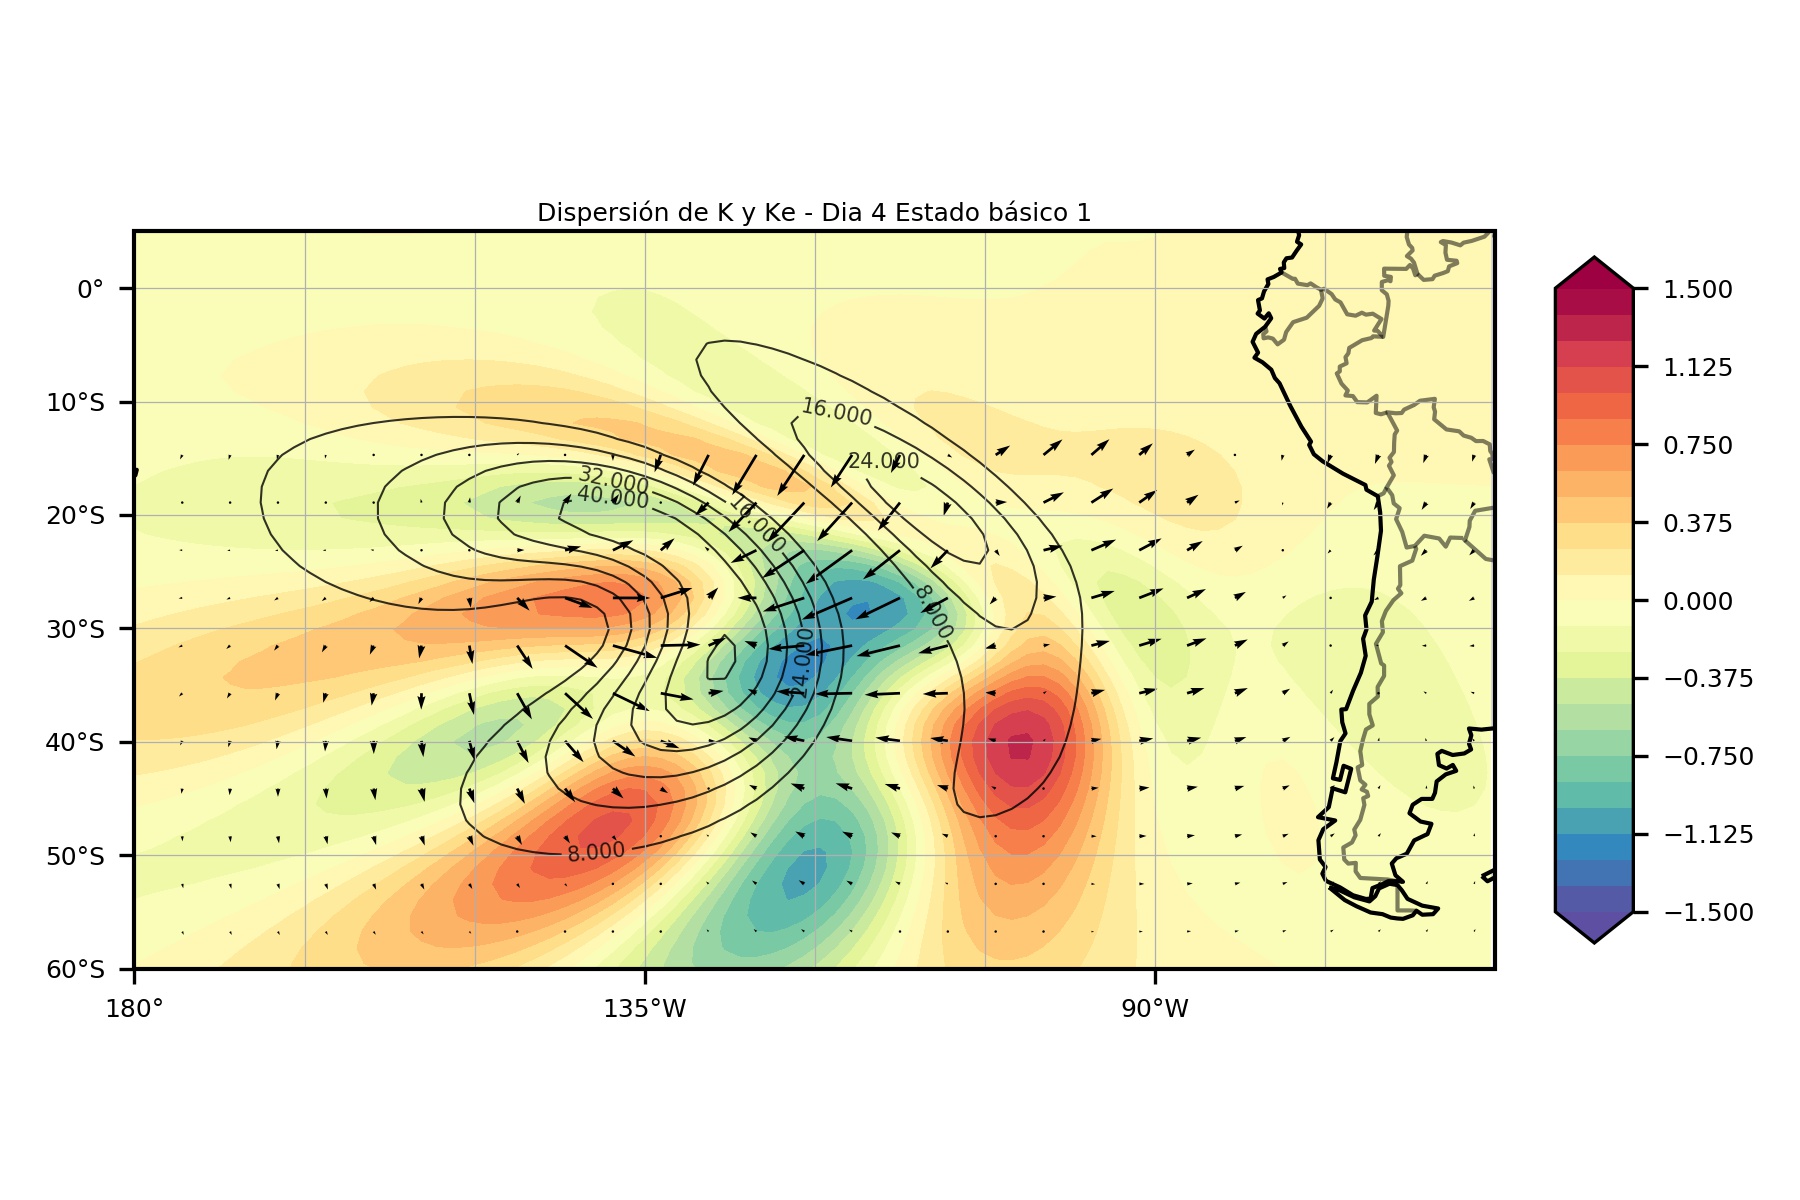 Dispersión de K y Ke - Dia 4 Estado básico 1
0°
10°S
20°S
30°S
40°S
50°S
60°S
180°
135°W
90°W
16.000
24.000
32.000
40.000
16.000
8.000
24.000
8.000
1.500
1.125
0.750
0.375
0.000
−0.375
−0.750
−1.125
−1.500